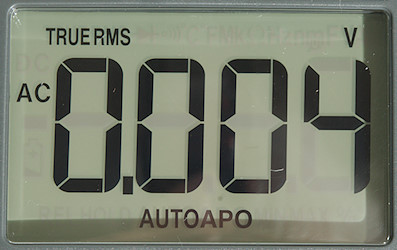 TRUE RMS V
AC 0.004
AUTO APO